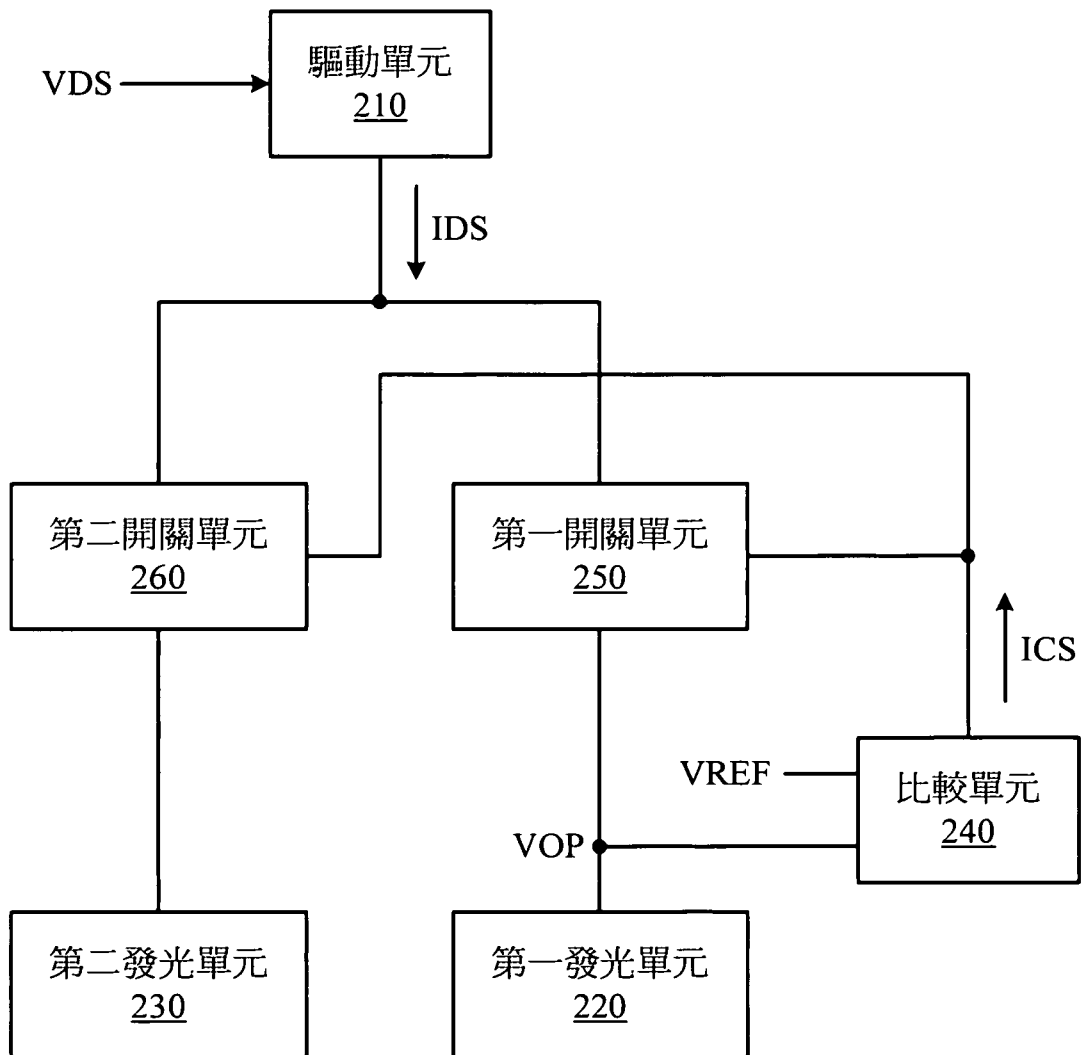 驅動單元
210
VDS
IDS
第二開關單元
260
第一開關單元
250
ICS
VREF
比較單元
240
VOP
第二發光單元
230
第一發光單元
220